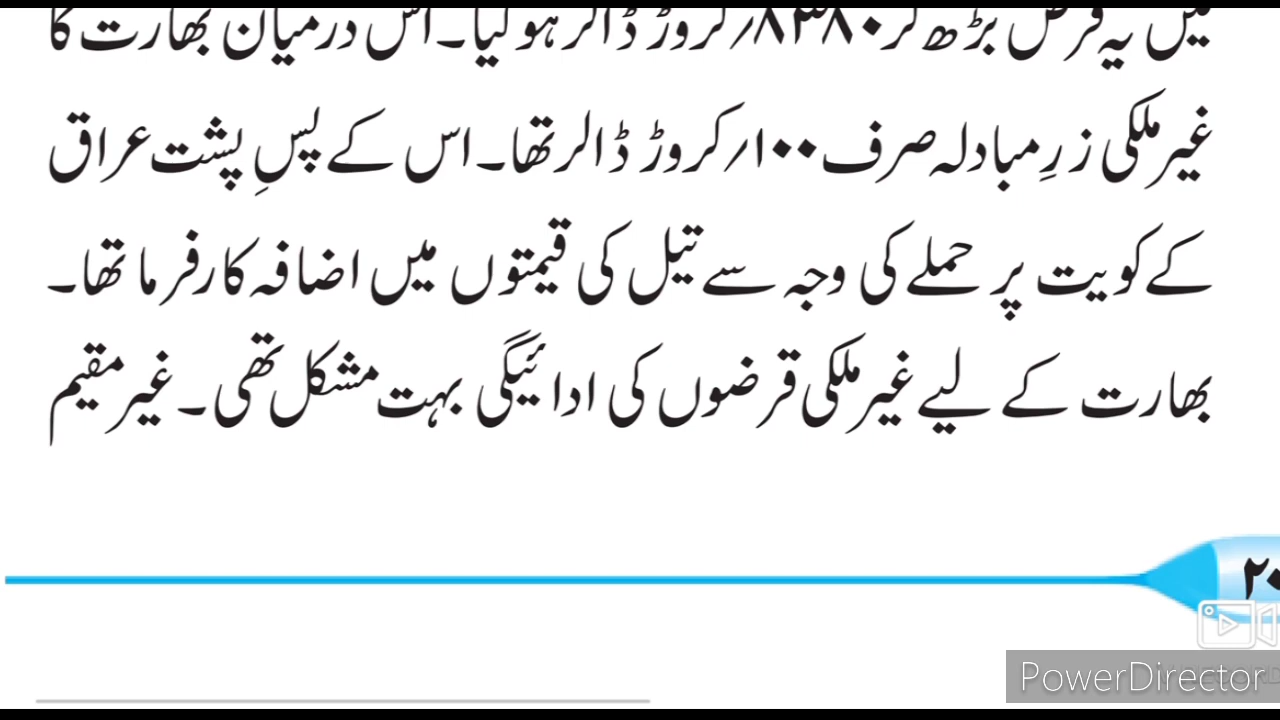 میں یہ قرض بڑھ کر ۸۳۸۰؍کروڑ ڈالر ہوگیا۔ اس درمیان بھارت کا
غیر ملکی زرِ مبادلہ صرف ۱۰۰؍کروڑ ڈالر تھا۔ اس کے پسِ پشت عراق
کے کویت پر حملے کی وجہ سے تیل کی قیمتوں میں اضافہ کارفرما تھا۔
بھارت کے لیے غیر ملکی قرضوں کی ادائیگی بہت مشکل تھی۔ غیر مقیم
۲۰
PowerDirector